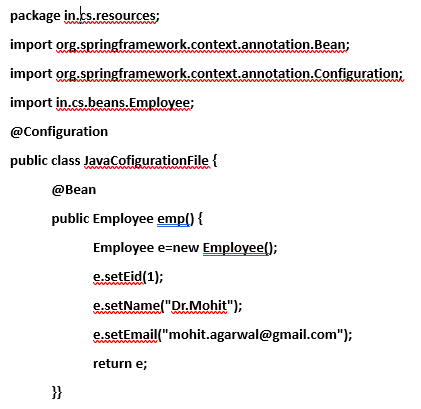 package in.cs.resources;
import org.springframework.context.annotation.Bean;
import org.springframework.context.annotation.Configuration;
import in.cs.beans.Employee;
@Configuration
public class JavaCofigurationFile {
@Bean
public Employee emp() {
Employee e=new Employee();
e.setEid(1);
e.setName("Dr.Mohit");
e.setEmail("mohit.agarwal@gmail.com");
return e;
}}